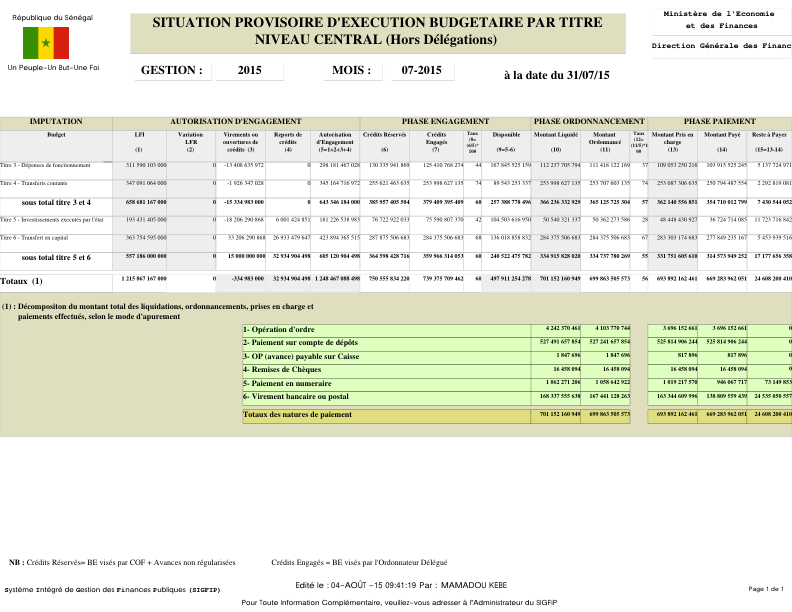 République du Sénégal
Un Peuple-Un But-Une Foi
SITUATION PROVISOIRE D'EXECUTION BUDGETAIRE PAR TITRE
NIVEAU CENTRAL (Hors Délégations)
Ministère de l'Economie
et des Finances
Direction Générale des Financ
GESTION : 2015 MOIS : 07-2015 à la date du 31/07/15
IMPUTATION AUTORISATION D'ENGAGEMENT PHASE ENGAGEMENT PHASE ORDONNANCEMENT PHASE PAIEMENT
Budget LFI (1) Variation LFR (2) Virements ou ouvertures de crédits (3) Reports de crédits (4) Autorisation d'Engagement (5=1+2+3+4) Crédits Réservés (6) Crédits Engagés (7) Taux (8= (6/5)* 100 Disponible (9=5-6) Montant Liquidé (10) Montant Ordonnancé (11) Taux (12= (11/5)*1 00 Montant Pris en charge (13) Montant Payé (14) Reste à Payer (15=13-14)
Titre 3 - Dépenses de fonctionnement 311 590 103 000 0 -13 408 635 972 0 298 181 467 028 130 335 941 869 125 410 768 274 44 167 845 525 159 112 237 705 794 111 418 122 169 37 109 053 250 216 103 915 525 245 5 137 724 971
Titre 4 - Transferts courants 347 091 064 000 0 -1 926 347 028 0 345 164 716 972 255 621 463 635 253 998 627 135 74 89 543 253 337 253 998 627 135 253 707 603 135 74 253 087 306 635 250 794 487 554 2 292 819 081
sous total titre 3 et 4 658 681 167 000 0 -15 334 983 000 0 643 346 184 000 385 957 405 504 379 409 395 409 60 257 388 778 496 366 236 332 929 365 125 725 304 57 362 140 556 851 354 710 012 799 7 430 544 052
Titre 5 - Investissements executés par l'état 193 431 405 000 0 -18 206 290 868 6 001 424 851 181 226 538 983 76 722 922 033 75 590 807 370 42 104 503 616 950 50 540 321 337 50 362 273 586 28 48 448 430 927 36 724 714 085 11 723 716 842
Titre 6 - Transfert en capital 363 754 595 000 0 33 206 290 868 26 933 479 647 423 894 365 515 287 875 506 683 284 375 506 683 68 136 018 858 832 284 375 506 683 284 375 506 683 67 283 303 174 683 277 849 235 167 5 453 939 516
sous total titre 5 et 6 557 186 000 000 0 15 000 000 000 32 934 904 498 605 120 904 498 364 598 428 716 359 966 314 053 60 240 522 475 782 334 915 828 020 334 737 780 269 55 331 751 605 610 314 573 949 252 17 177 656 358
Totaux (1) 1 215 867 167 000 0 -334 983 000 32 934 904 498 1 248 467 088 498 750 555 834 220 739 375 709 462 60 497 911 254 278 701 152 160 949 699 863 505 573 56 693 892 162 461 669 283 962 051 24 608 200 410
(1) : Décompositon du montant total des liquidations, ordonnancements, prises en charge et
paiements effectués, selon le mode d'apurement
1- Opération d'ordre 4 242 370 461 4 103 770 744 3 696 152 661 3 696 152 661 0
2- Paiement sur compte de dépôts 527 491 657 854 527 241 657 854 525 814 906 244 525 814 906 244 0
3- OP (avance) payable sur Caisse 1 847 696 1 847 696 817 896 817 896 0
4- Remises de Chèques 16 458 094 16 458 094 16 458 094 16 458 094 0
5- Paiement en numeraire 1 062 271 206 1 058 642 922 1 019 217 570 946 067 717 73 149 853
6- Virement bancaire ou postal 168 337 555 638 167 441 128 263 163 344 609 996 138 809 559 439 24 535 050 557
Totaux des natures de paiement 701 152 160 949 699 863 505 573 693 892 162 461 669 283 962 051 24 608 200 410
NB : Crédits Réservés= BE visés par COF + Avances non régularisées Crédits Engagés = BE visés par l'Ordonnateur Délégué
Système Intégré de Gestion des Finances Publiques (SIGFIP) Edité le : 04-AOÛT -15 09:41:19 Par : MAMADOU KEBE Page 1 de 1
Pour Toute Information Complémentaire, veuillez-vous adresser à l'Administrateur du SIGFiP